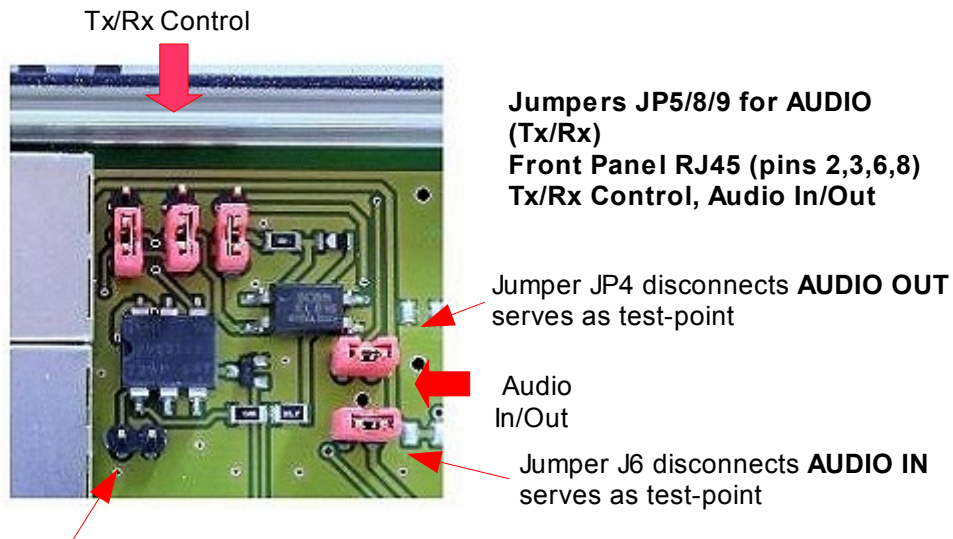 Tx/Rx Control
Jumpers JP5/8/9 for AUDIO
(Tx/Rx)
Front Panel RJ45 (pins 2,3,6,8)
Tx/Rx Control, Audio In/Out
Jumper JP4 disconnects AUDIO OUT
serves as test-point
Audio
In/Out
Jumper J6 disconnects AUDIO IN
serves as test-point